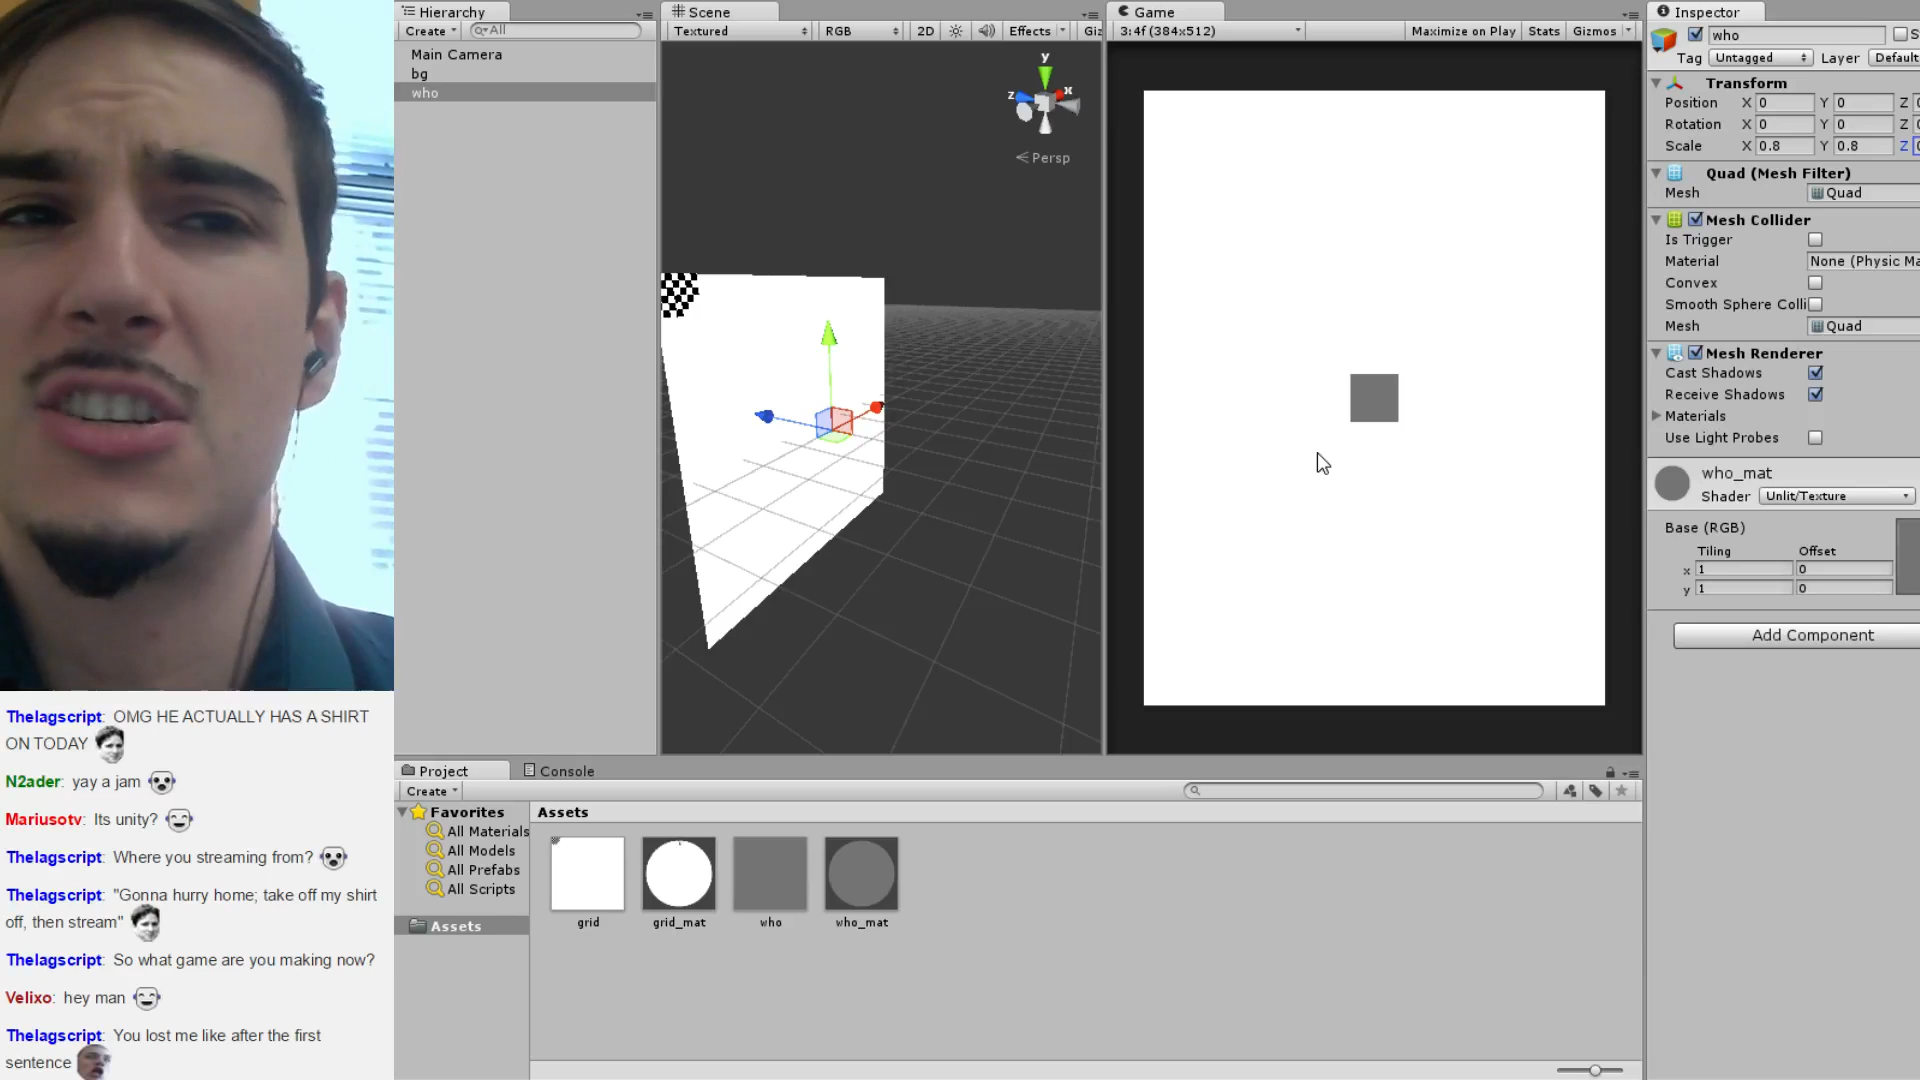 Hierarchy
Create
All
Main Camera
bg
who
Scene
Textured
RGB
2D
Effects
Giz
y
x
z
Persp
Game
3:4f (384x512)
Maximize on Play
Stats
Gizmos
Inspector
who
S
Tag
Untagged
Layer
Default
Transform
Position X 0 Y 0 Z 0
Rotation X 0 Y 0 Z 0
Scale X 0.8 Y 0.8 Z 0
Quad (Mesh Filter)
Mesh Quad
Mesh Collider
Is Trigger
Material None (Physic Ma
Convex
Smooth Sphere Colli
Mesh Quad
Mesh Renderer
Cast Shadows
Receive Shadows
Materials
Use Light Probes
who_mat
Shader Unlit/Texture
Base (RGB)
Tiling Offset
x 1 0
y 1 0
Add Component
Thelagscript: OMG HE ACTUALLY HAS A SHIRT
ON TODAY
N2ader: yay a jam
Mariusotv: Its unity?
Thelagscript: Where you streaming from?
Thelagscript: "Gonna hurry home; take off my shirt
off, then stream"
Thelagscript: So what game are you making now?
Velixo: hey man
Thelagscript: You lost me like after the first
sentence
Project
Console
Create
Favorites
All Materials
All Models
All Prefabs
All Scripts
Assets
Assets
grid
grid_mat
who
who_mat